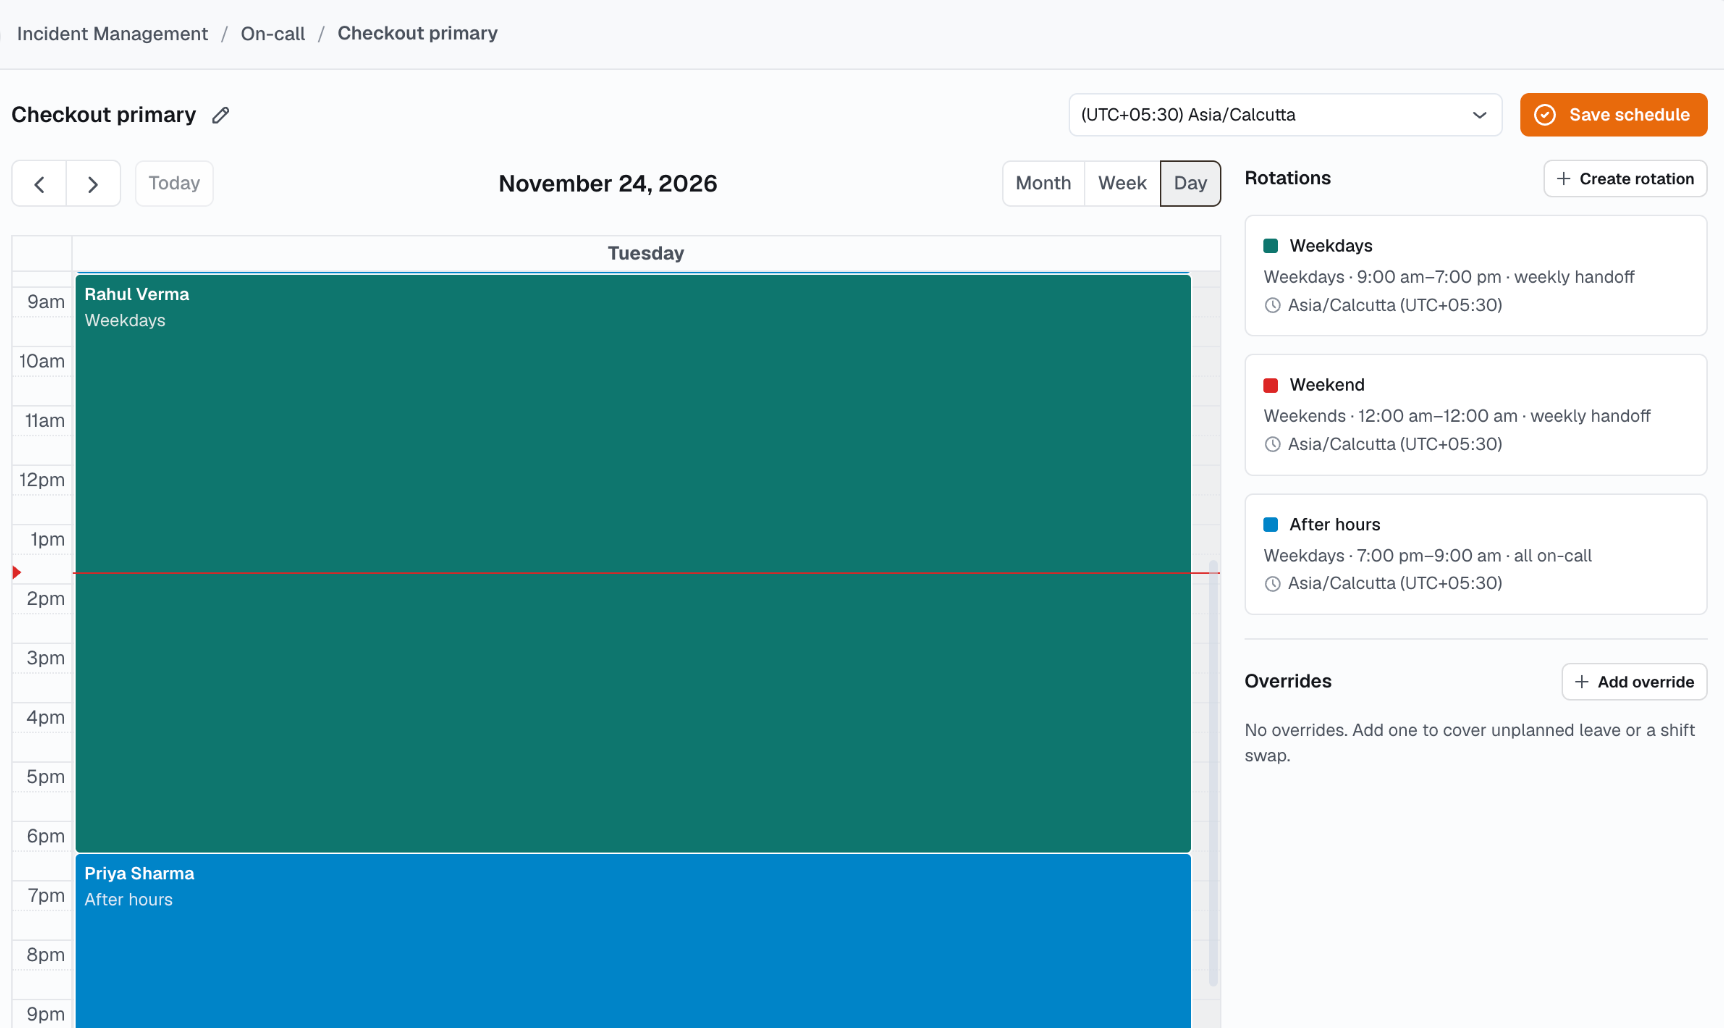 Incident Management / On-call / Checkout primary
Checkout primary
(UTC+05:30) Asia/Calcutta
Save schedule
Today
November 24, 2026
Month
Week
Day
Tuesday
9am
10am
11am
12pm
1pm
2pm
3pm
4pm
5pm
6pm
7pm
8pm
9pm
Rahul Verma
Weekdays
Priya Sharma
After hours
Rotations
Create rotation
Weekdays
Weekdays · 9:00 am–7:00 pm · weekly handoff
Asia/Calcutta (UTC+05:30)
Weekend
Weekends · 12:00 am–12:00 am · weekly handoff
Asia/Calcutta (UTC+05:30)
After hours
Weekdays · 7:00 pm–9:00 am · all on-call
Asia/Calcutta (UTC+05:30)
Overrides
Add override
No overrides. Add one to cover unplanned leave or a shift
swap.